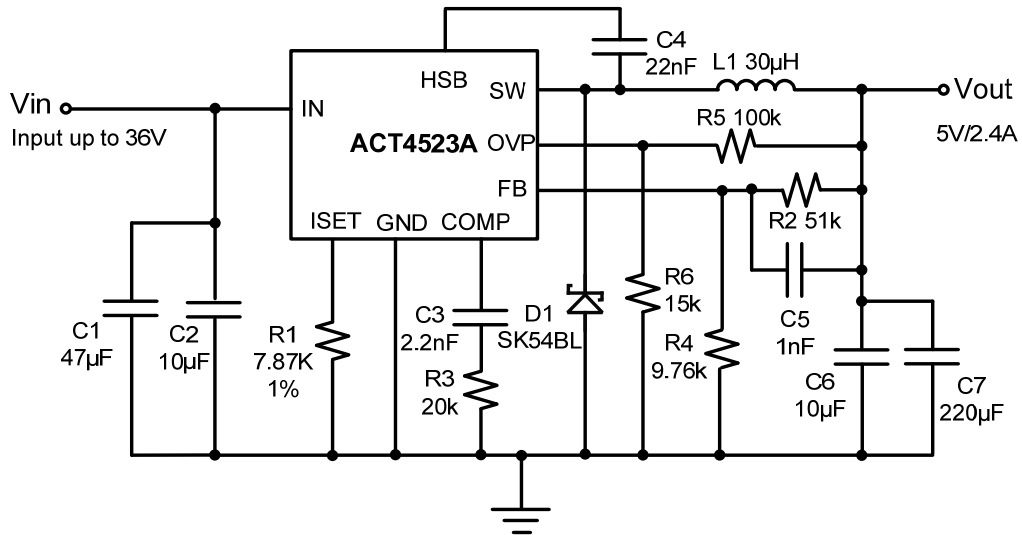 C4
22nF
HSB
L1 30µH
Vin
IN
SW
Vout
Input up to 36V
R5 100k
5V/2.4A
ACT4523A
OVP
FB
ISET
GND
COMP
R2 51k
R6
15k
C1
47µF
C2
10µF
R1
7.87K
1%
C3
2.2nF
D1
SK54BL
C5
1nF
R4
9.76k
R3
20k
C6
10µF
C7
220µF